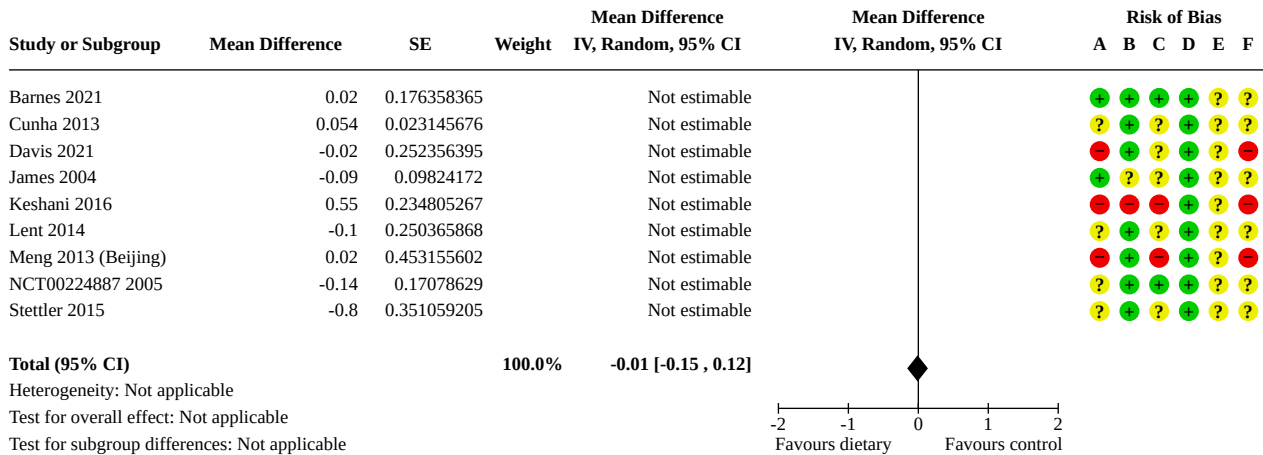 Mean Difference Mean Difference Risk of Bias
Study or Subgroup Mean Difference SE Weight IV, Random, 95% CI IV, Random, 95% CI A B C D E F
Barnes 2021 0.02 0.176358365 Not estimable + + + + ? ?
Cunha 2013 0.054 0.023145676 Not estimable ? + ? + ? ?
Davis 2021 -0.02 0.252356395 Not estimable − + ? + ? −
James 2004 -0.09 0.09824172 Not estimable + ? ? + ? ?
Keshani 2016 0.55 0.234805267 Not estimable − − − + ? −
Lent 2014 -0.1 0.250365868 Not estimable ? + ? + ? ?
Meng 2013 (Beijing) 0.02 0.453155602 Not estimable − + − + ? −
NCT00224887 2005 -0.14 0.17078629 Not estimable ? + + + ? ?
Stettler 2015 -0.8 0.351059205 Not estimable ? + ? + ? ?
Total (95% CI) 100.0% -0.01 [-0.15 , 0.12]
Heterogeneity: Not applicable
Test for overall effect: Not applicable
-2 -1 0 1 2
Test for subgroup differences: Not applicable Favours dietary Favours control